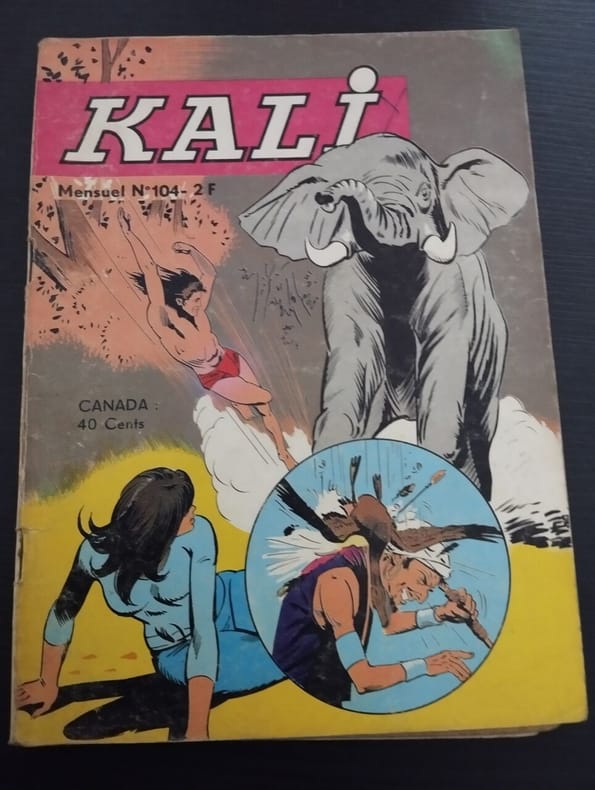 KALI
Mensuel N°104- 2 F
CANADA :
40 Cents